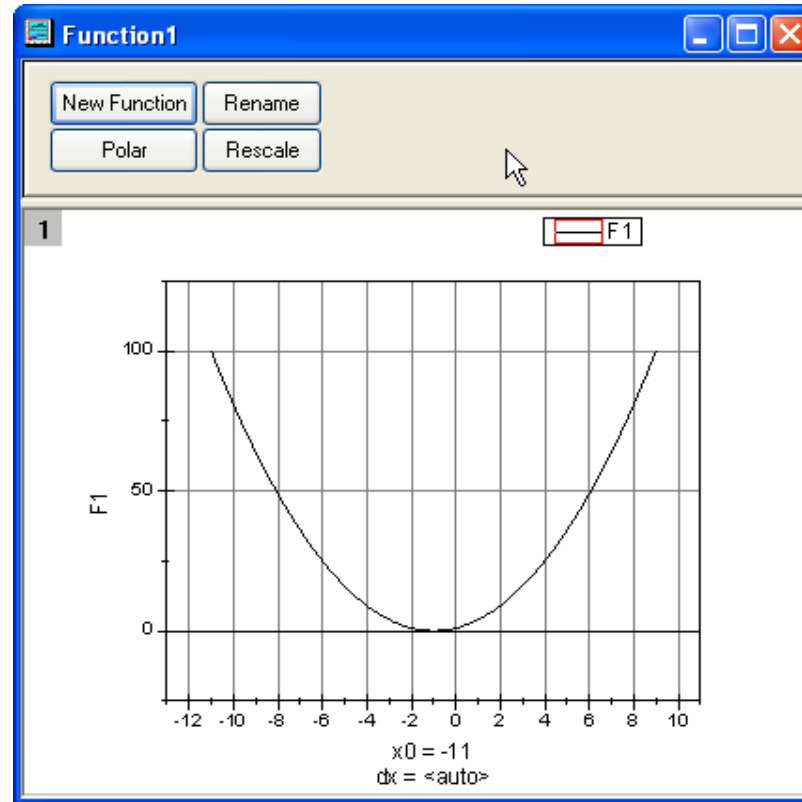 Function1
New Function Rename
Polar Rescale
1
F1
100
50
0
F1
-12 -10 -8 -6 -4 -2 0 2 4 6 8 10
x0 = -11
dx = <auto>